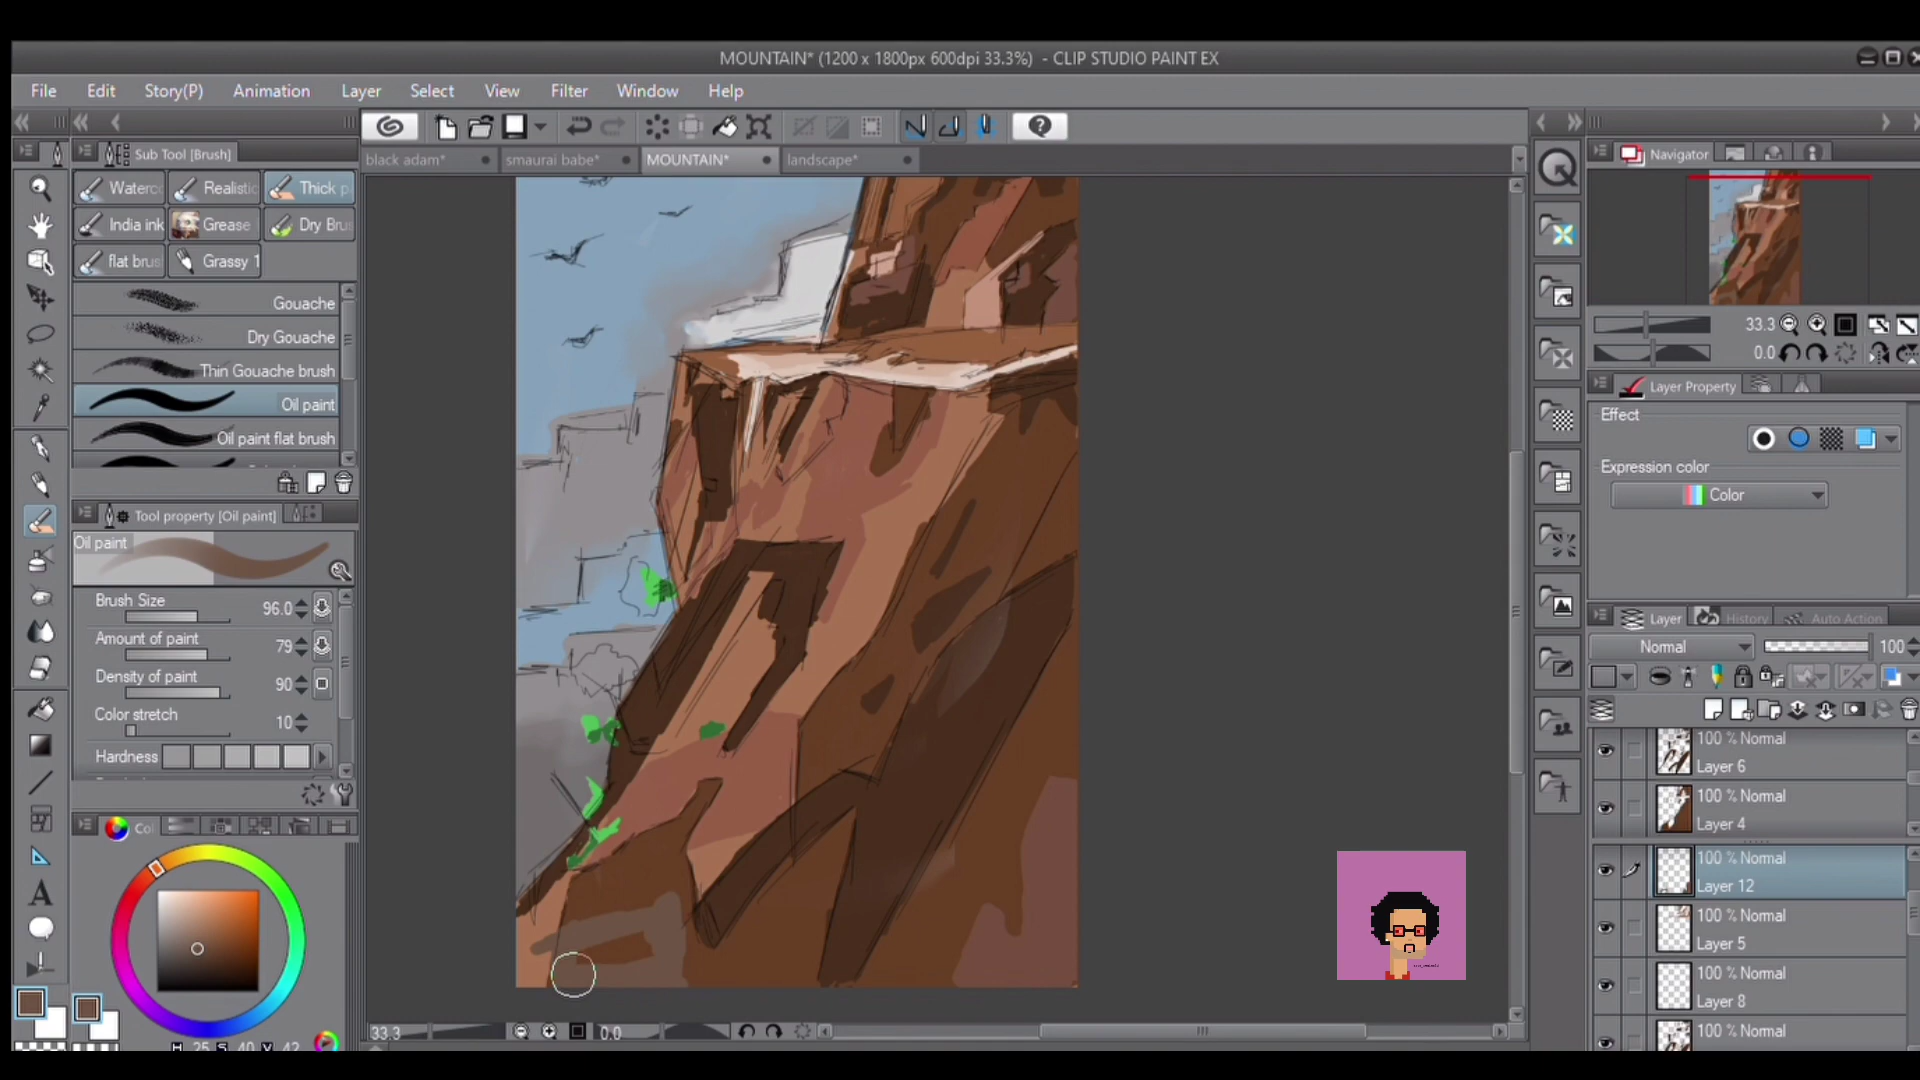 MOUNTAIN* (1200 x 1800px 600dpi 33.3%)  - CLIP STUDIO PAINT EX
File Edit Story(P) Animation Layer Select View Filter Window Help
Sub Tool [Brush]
Waterc Realistic Thick p
India ink Grease Dry Bru
flat brus Grassy 1
Gouache
Dry Gouache
Thin Gouache brush
Oil paint
Oil paint flat brush
Tool property [Oil paint]
Oil paint
Brush Size 96.0
Amount of paint 79
Density of paint 90
Color stretch 10
Hardness
Col
H 25 S 40 V 42
black adam* smaurai babe* MOUNTAIN* landscape*
33.3 0.0
Navigator
33.3
0.0
Layer Property
Effect
Expression color
Color
Layer History Auto Action
Normal 100
100 % Normal
Layer 6
100 % Normal
Layer 4
100 % Normal
Layer 12
100 % Normal
Layer 5
100 % Normal
Layer 8
100 % Normal